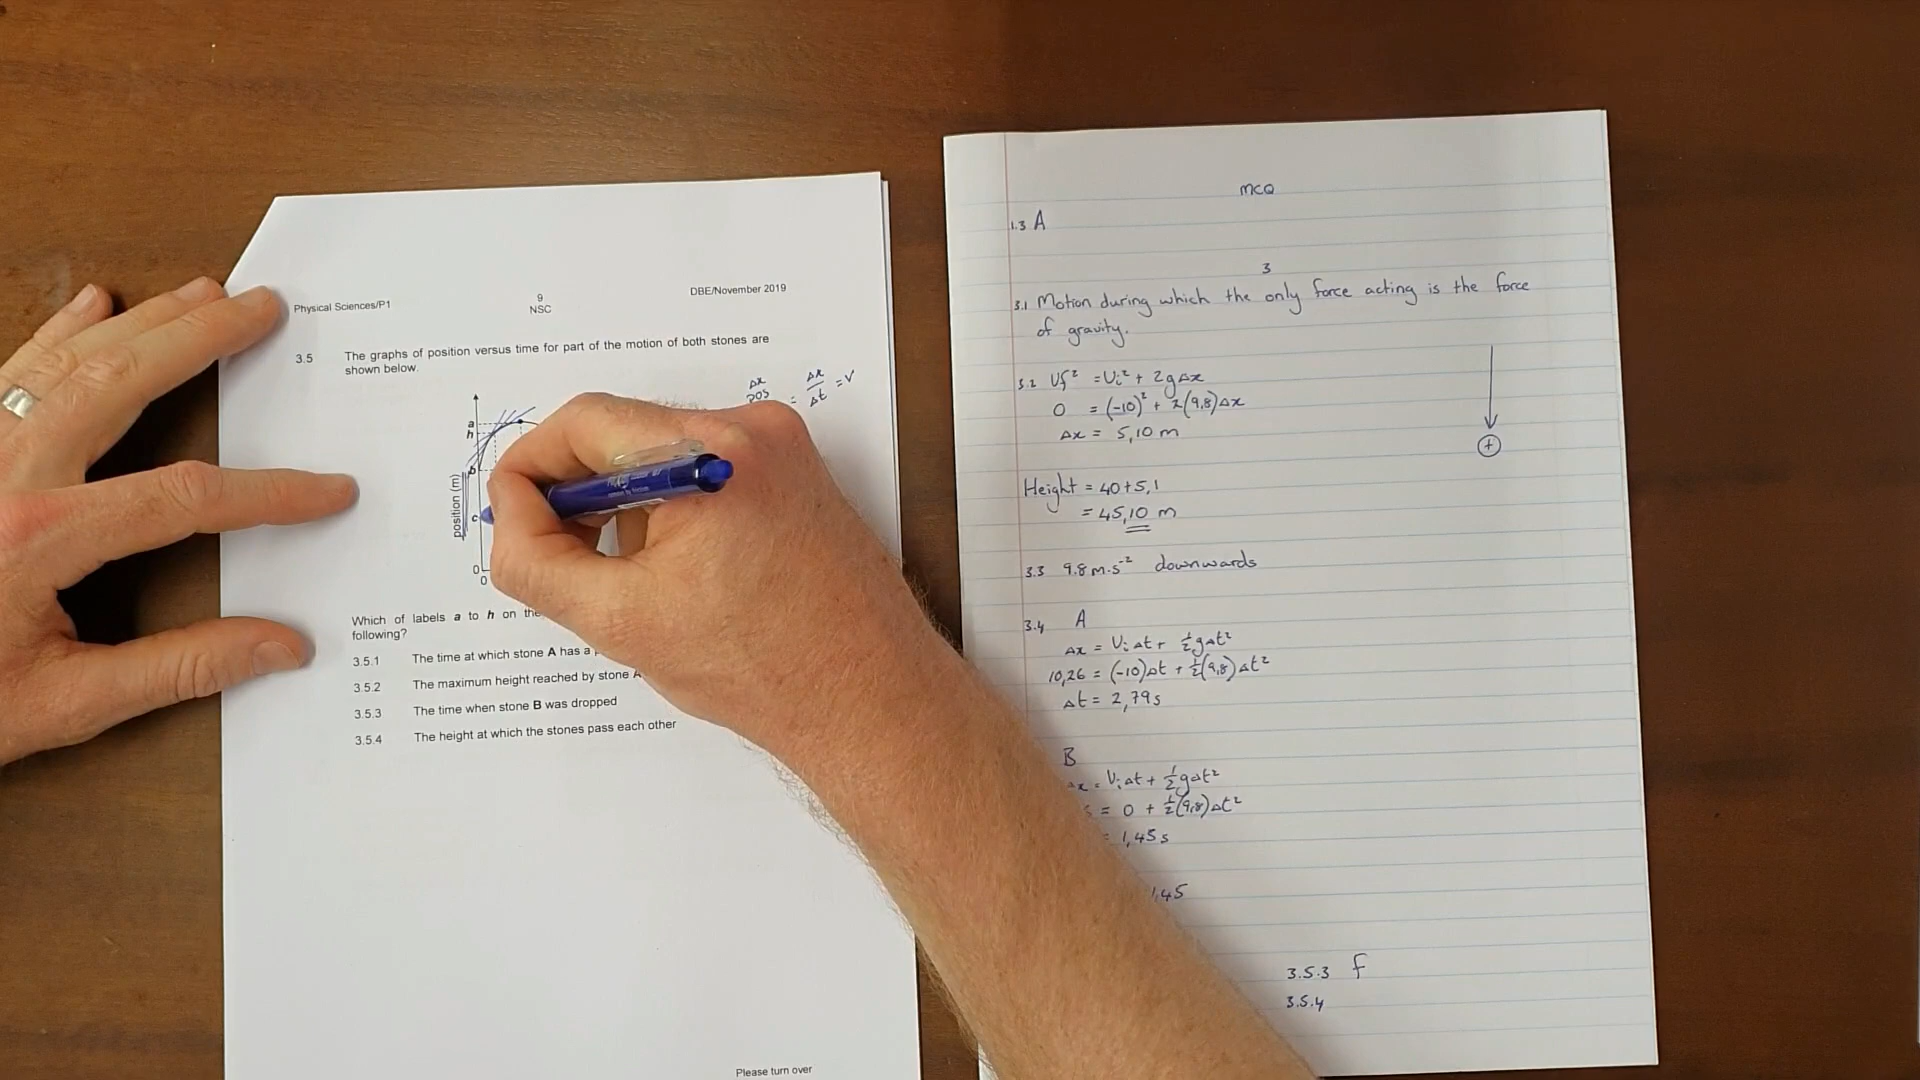 Physical Sciences/P1
9
NSC
DBE/November 2019
3.5 The graphs of position versus time for part of the motion of both stones are
shown below.
Δx
pos
=
Δx
Δt
= V
a
h
b
c
0
0
position (m)
Which of labels a to h on the
following?
3.5.1 The time at which stone A has a
3.5.2 The maximum height reached by stone A
3.5.3 The time when stone B was dropped
3.5.4 The height at which the stones pass each other
Please turn over
MCQ
1.3 A
3
3.1 Motion during which the only force acting is the force
of gravity.
3.2 Vf² = Vi² + 2gΔx
0 = (-10)² + 2(9,8)Δx
Δx = 5,10 m
+
Height = 40+5,1
= 45,10 m
3.3 9.8 m·s⁻² downwards
3.4 A
Δx = ViΔt + ½gΔt²
10,26 = (-10)Δt + ½(9,8)Δt²
Δt = 2,79s
B
Δx = ViΔt + ½gΔt²
= 0 + ½(9,8)Δt²
= 1,45 s
1,45
3.5.3 f
3.5.4